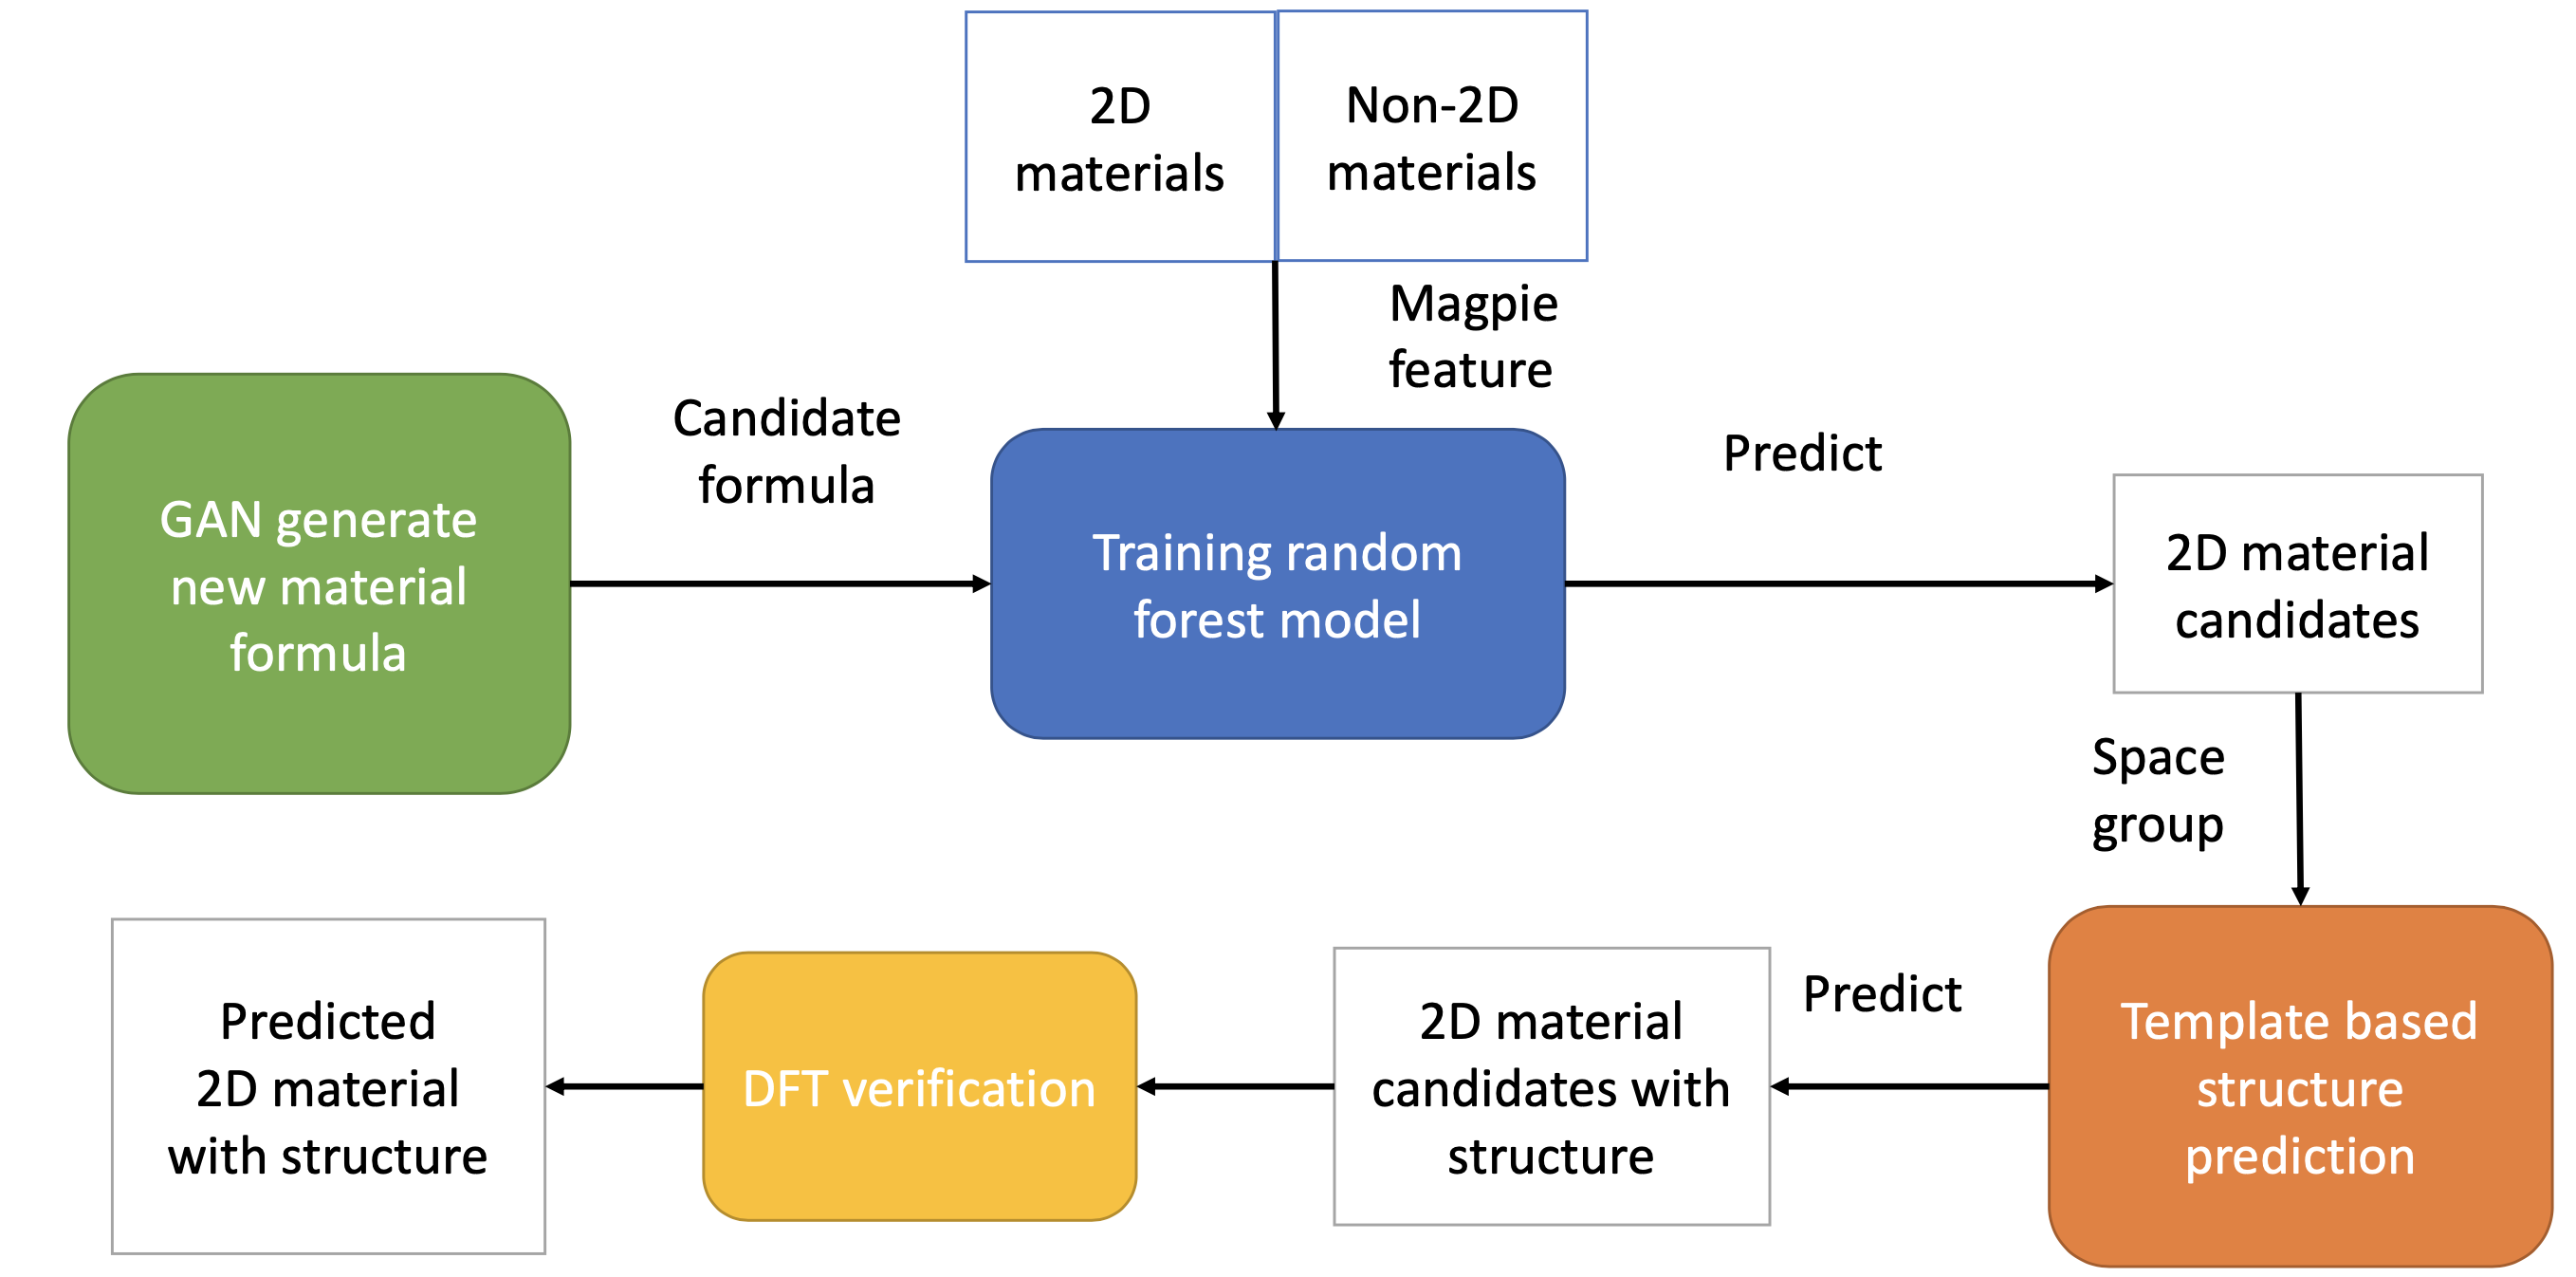 2D
materials
Non-2D
materials
Magpie
feature
Candidate
formula
GAN generate
new material
formula
Training random
forest model
Predict
2D material
candidates
Space
group
Template based
structure
prediction
Predict
2D material
candidates with
structure
DFT verification
Predicted
2D material
with structure